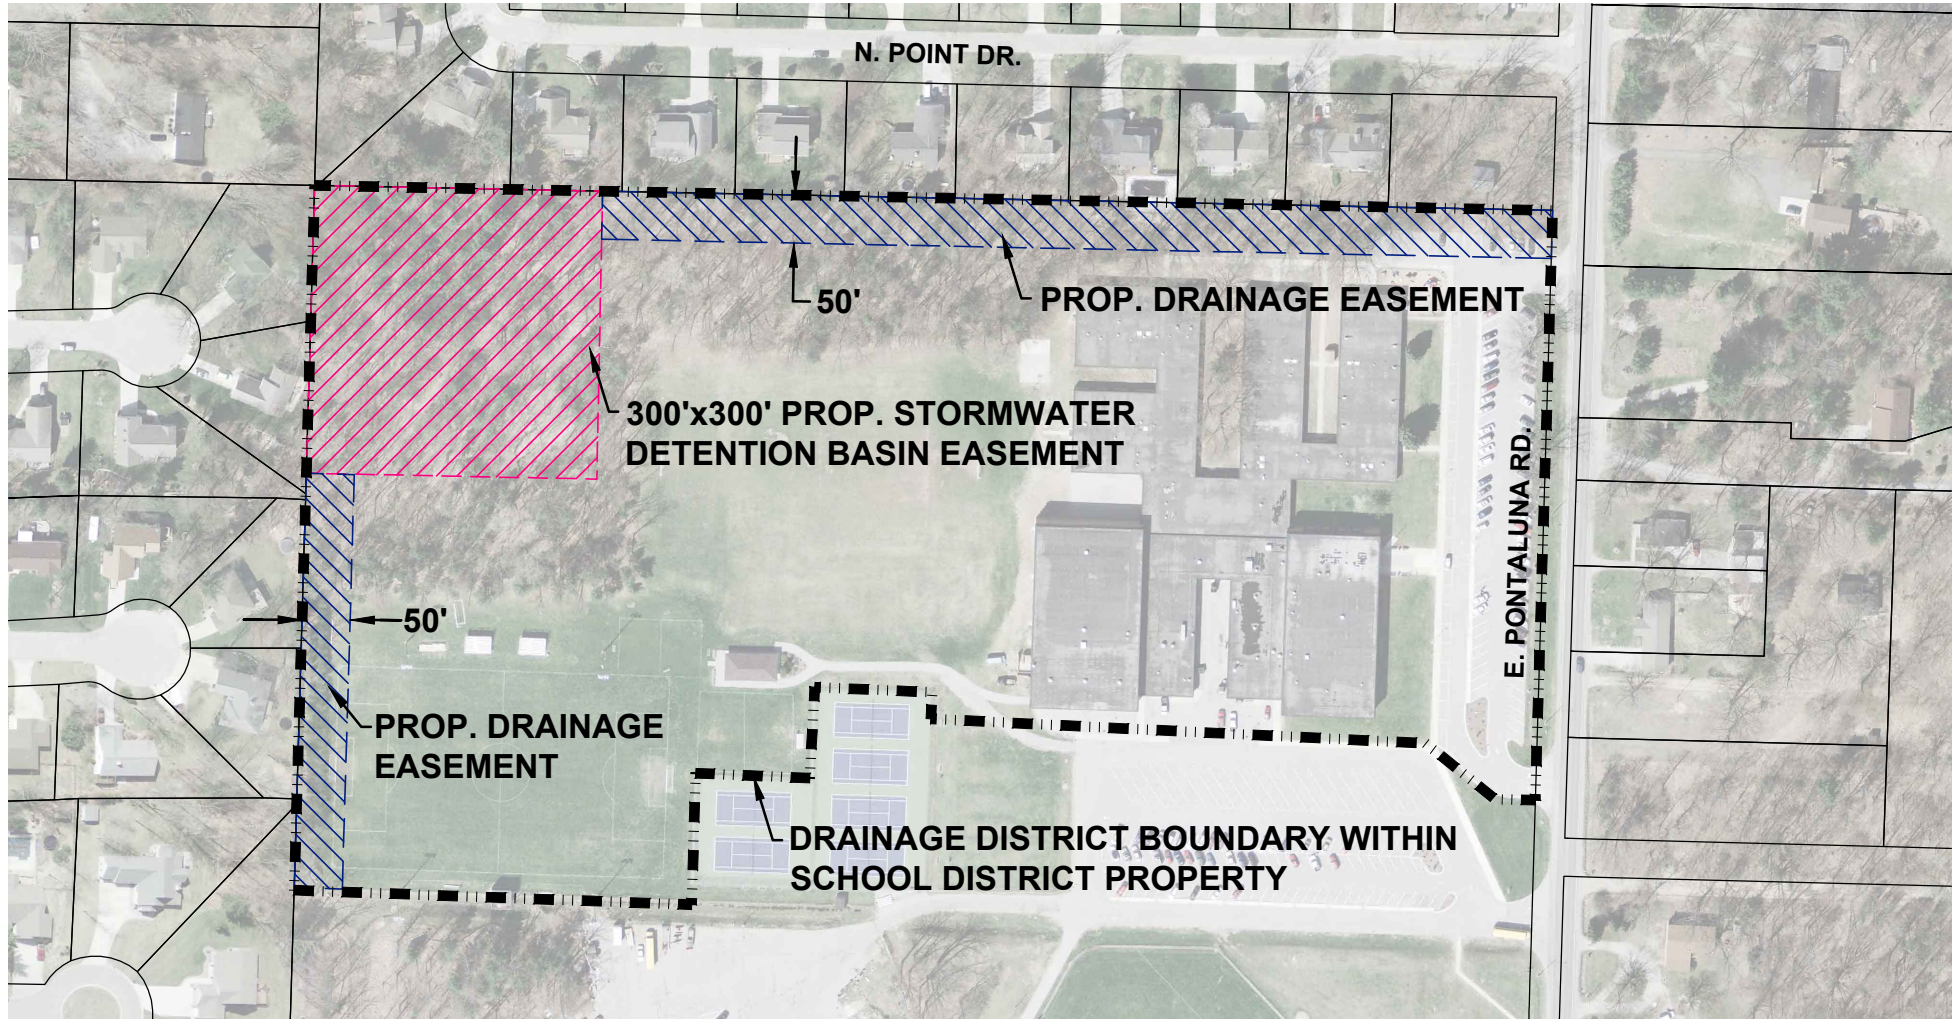 N. POINT DR.
50'
PROP. DRAINAGE EASEMENT
300'x300' PROP. STORMWATER
DETENTION BASIN EASEMENT
E. PONTALUNA RD.
50'
PROP. DRAINAGE
EASEMENT
DRAINAGE DISTRICT BOUNDARY WITHIN
SCHOOL DISTRICT PROPERTY